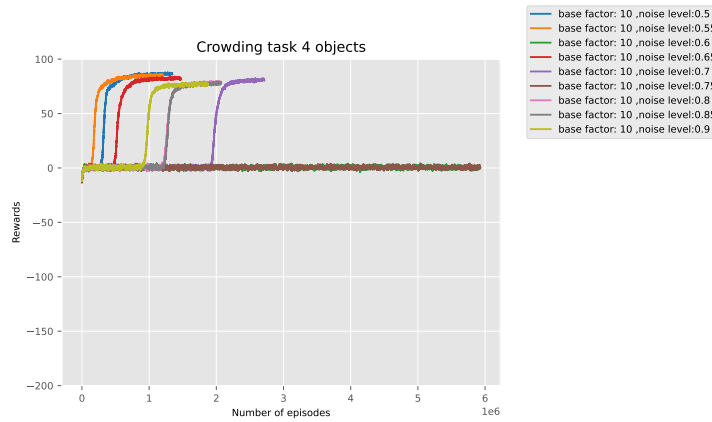 base factor: 10 ,noise level:0.5
base factor: 10 ,noise level:0.55
base factor: 10 ,noise level:0.6
base factor: 10 ,noise level:0.65
base factor: 10 ,noise level:0.7
base factor: 10 ,noise level:0.75
base factor: 10 ,noise level:0.8
base factor: 10 ,noise level:0.85
base factor: 10 ,noise level:0.9
Crowding task 4 objects
100
50
0
−50
−100
−150
−200
Rewards
0 1 2 3 4 5 6
1e6
Number of episodes